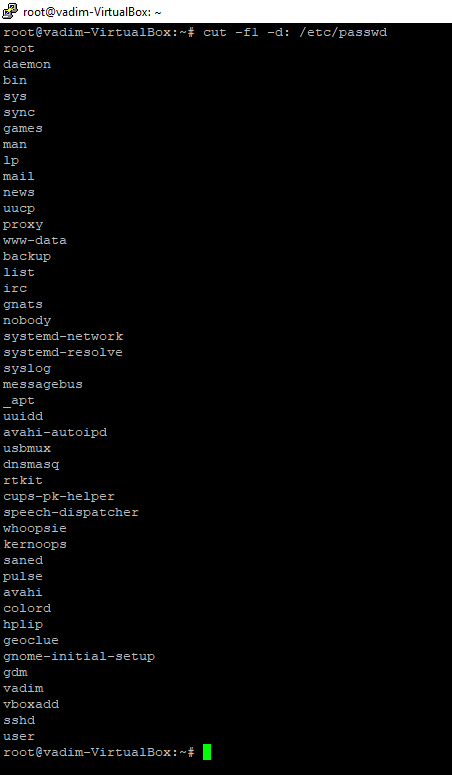 root@vadim-VirtualBox: ~
root@vadim-VirtualBox:~# cut -f1 -d: /etc/passwd
root
daemon
bin
sys
sync
games
man
lp
mail
news
uucp
proxy
www-data
backup
list
irc
gnats
nobody
systemd-network
systemd-resolve
syslog
messagebus
_apt
uuidd
avahi-autoipd
usbmux
dnsmasq
rtkit
cups-pk-helper
speech-dispatcher
whoopsie
kernoops
saned
pulse
avahi
colord
hplip
geoclue
gnome-initial-setup
gdm
vadim
vboxadd
sshd
user
root@vadim-VirtualBox:~#